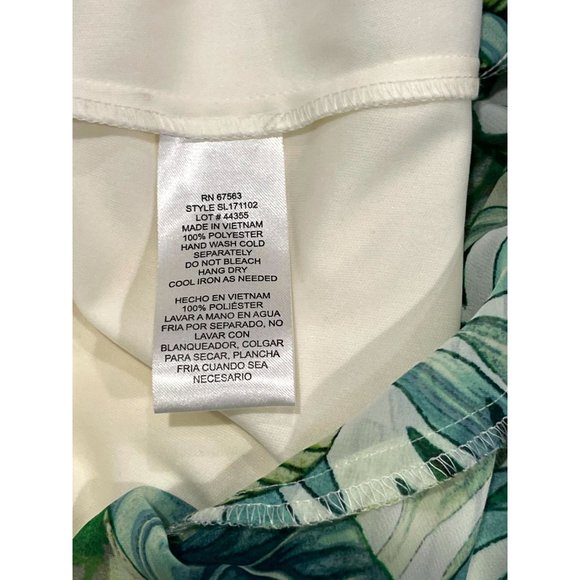 RN 67563
STYLE SL171102
LOT # 44355
MADE IN VIETNAM
100% POLYESTER
HAND WASH COLD
SEPARATELY
DO NOT BLEACH
HANG DRY
COOL IRON AS NEEDED
HECHO EN VIETNAM
100% POLIÉSTER
LAVAR A MANO EN AGUA
FRIA POR SEPARADO, NO
LAVAR CON
BLANQUEADOR, COLGAR
PARA SECAR, PLANCHA
FRIA CUANDO SEA
NECESARIO